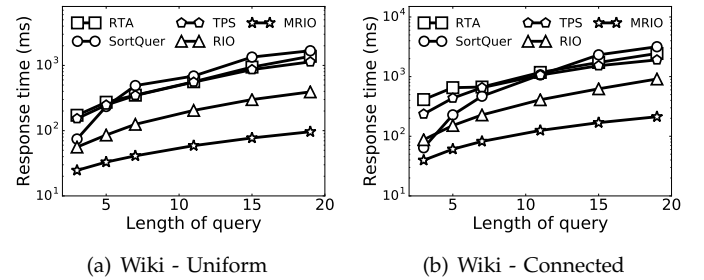 RTA TPS MRIO
SortQuer RIO
Response time (ms)
10³
10²
10¹
5 10 15 20
Length of query
(a) Wiki - Uniform
RTA TPS MRIO
SortQuer RIO
Response time (ms)
10⁴
10³
10²
10¹
5 10 15 20
Length of query
(b) Wiki - Connected